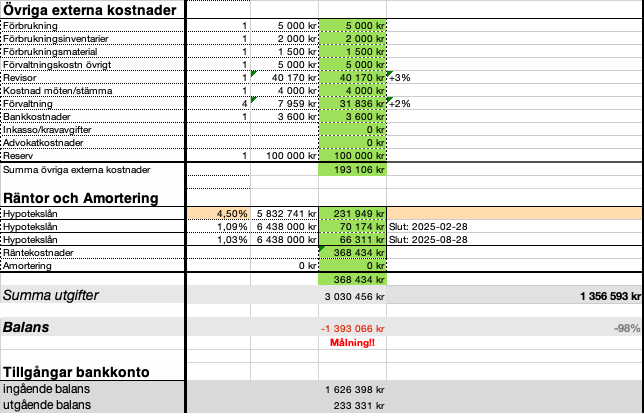 Övriga externa kostnader
Förbrukning 1 5 000 kr 5 000 kr
Förbrukningsinventarier 1 2 000 kr 2 000 kr
Förbrukningsmaterial 1 1 500 kr 1 500 kr
Förvaltningskostn övrigt 1 5 000 kr 5 000 kr
Revisor 1 40 170 kr 40 170 kr +3%
Kostnad möten/stämma 1 4 000 kr 4 000 kr
Förvaltning 4 7 959 kr 31 836 kr +2%
Bankkostnader 1 3 600 kr 3 600 kr
Inkasso/kravavgifter 0 kr
Advokatkostnader 0 kr
Reserv 1 100 000 kr 100 000 kr
Summa övriga externa kostnader 193 106 kr
Räntor och Amortering
Hypotekslån 4,50% 5 832 741 kr 231 949 kr
Hypotekslån 1,09% 6 438 000 kr 70 174 kr Slut: 2025-02-28
Hypotekslån 1,03% 6 438 000 kr 66 311 kr Slut: 2025-08-28
Räntekostnader 368 434 kr
Amortering 0 kr 0 kr
368 434 kr
Summa utgifter 3 030 456 kr 1 356 593 kr
Balans -1 393 066 kr -98%
Målning!!
Tillgångar bankkonto
ingående balans 1 626 398 kr
utgående balans 233 331 kr